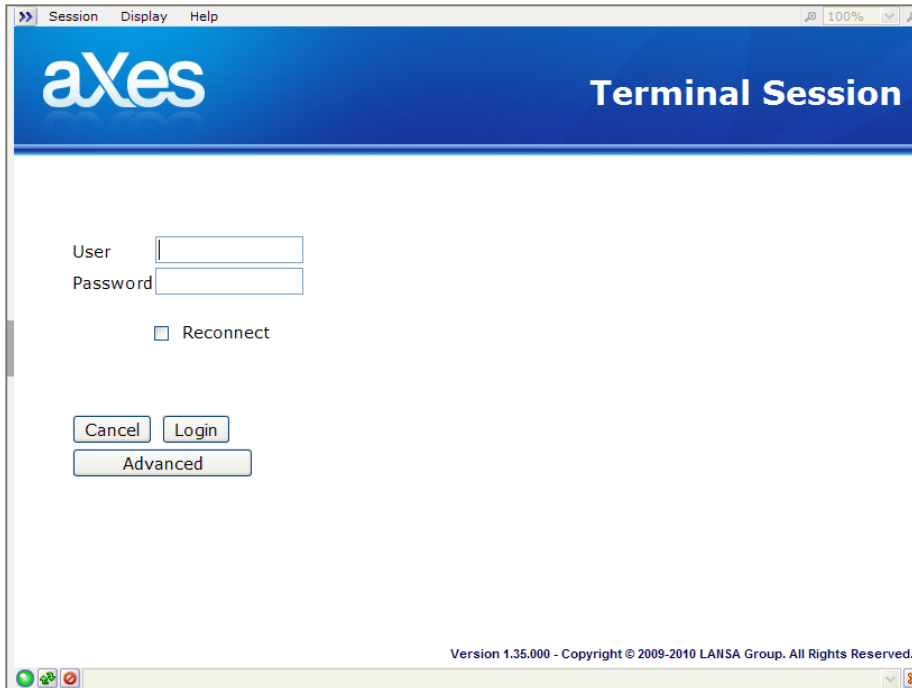 Session Display Help 100%
aXes
Terminal Session
User
Password
Reconnect
Cancel Login
Advanced
Version 1.35.000 - Copyright © 2009-2010 LANSA Group. All Rights Reserved.